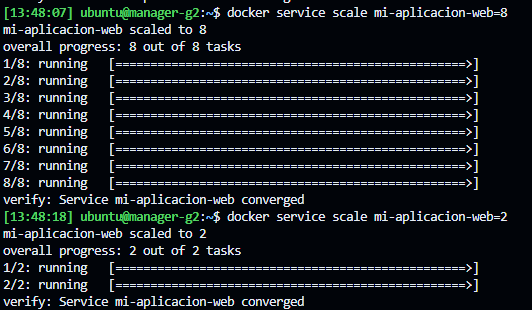 [13:48:07] ubuntu@manager-g2:~$ docker service scale mi-aplicacion-web=8
mi-aplicacion-web scaled to 8
overall progress: 8 out of 8 tasks
1/8: running   [==================================================>]
2/8: running   [==================================================>]
3/8: running   [==================================================>]
4/8: running   [==================================================>]
5/8: running   [==================================================>]
6/8: running   [==================================================>]
7/8: running   [==================================================>]
8/8: running   [==================================================>]
verify: Service mi-aplicacion-web converged
[13:48:18] ubuntu@manager-g2:~$ docker service scale mi-aplicacion-web=2
mi-aplicacion-web scaled to 2
overall progress: 2 out of 2 tasks
1/2: running   [==================================================>]
2/2: running   [==================================================>]
verify: Service mi-aplicacion-web converged